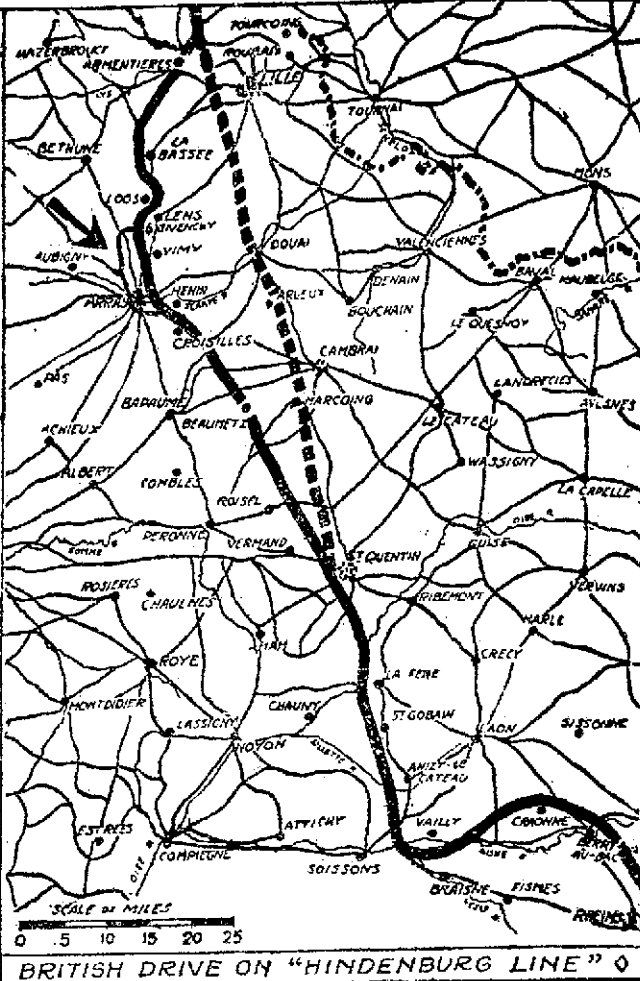 TOURCOING
HAZEBROUCK
ROUBAIX
ARMENTIERES
LILLE
LYS
TOURNAI
BETHUNE
LA
BASSEE
MONS
LOOS
LENS
GIVENCHY
VIMY
DOUAI
VALENCIENNES
AUBIGNY
DENAIN
BAVAI
MAUBEUGE
ARRAS
HENIN
ARLEUX
BOUCHAIN
LE QUESNOY
CROISILLES
CAMBRAI
PAS
LANDRECIES
BAPAUME
MARCOING
AVESNES
BEAUMETZ
LE CATEAU
ACHIEUX
WASSIGNY
ALBERT
COMBLES
ROISEL
LA CAPELLE
OISE R
PERONNE
VERMAND
GUISE
SOMME R
ST QUENTIN
ROSIERES
CHAULNES
RIBEMONT
VERVINS
MARLE
HAM
ROYE
CRECY
LA FERE
MONTDIDIER
CHAUNY
LASSIGNY
ST GOBAIN
LAON
SISSONNE
NOYON
ANIZY-LE
CATEAU
ESTREES
ATTICHY
VAILLY
CRAONNE
BERRY
AU-BAC
COMPIEGNE
OISE R
SOISSONS
AISNE R
BRAISNE
FISMES
RHEIMS
SCALE OF MILES
0 5 10 15 20 25
BRITISH DRIVE ON "HINDENBURG LINE"